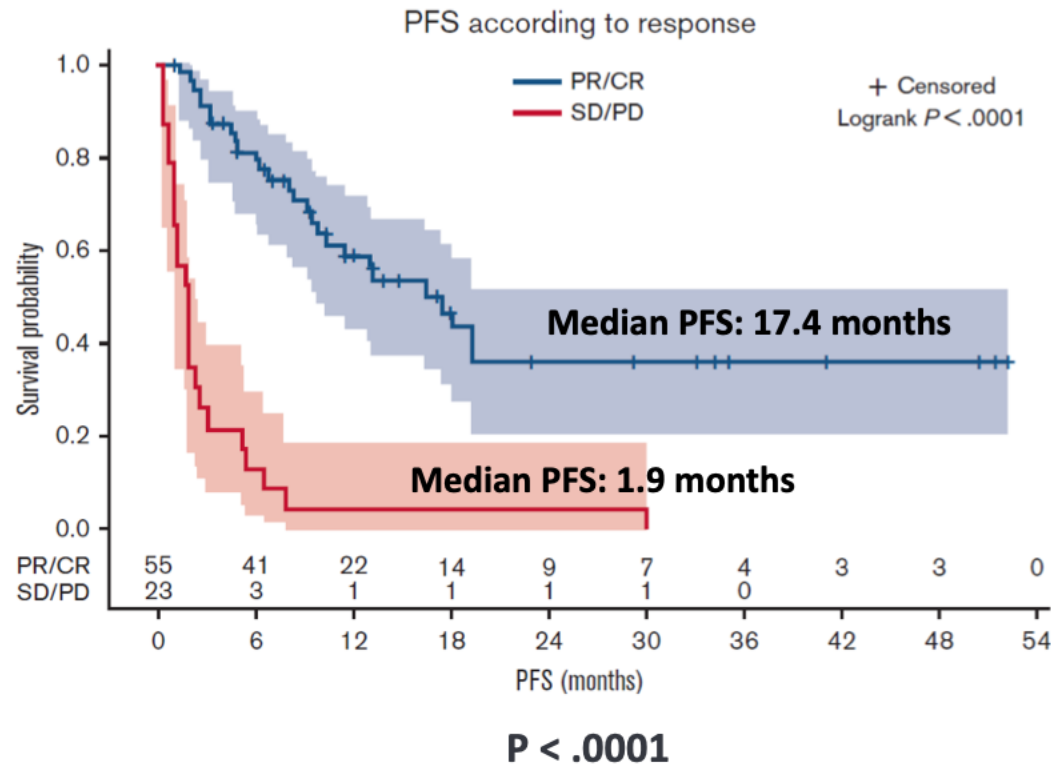 PFS according to response
PR/CR
SD/PD
+ Censored
Logrank P < .0001
Survival probability
1.0
0.8
0.6
0.4
0.2
0.0
Median PFS: 17.4 months
Median PFS: 1.9 months
PR/CR 55 41 22 14 9 7 4 3 3 0
SD/PD 23 3 1 1 1 1 0
0 6 12 18 24 30 36 42 48 54
PFS (months)
P < .0001